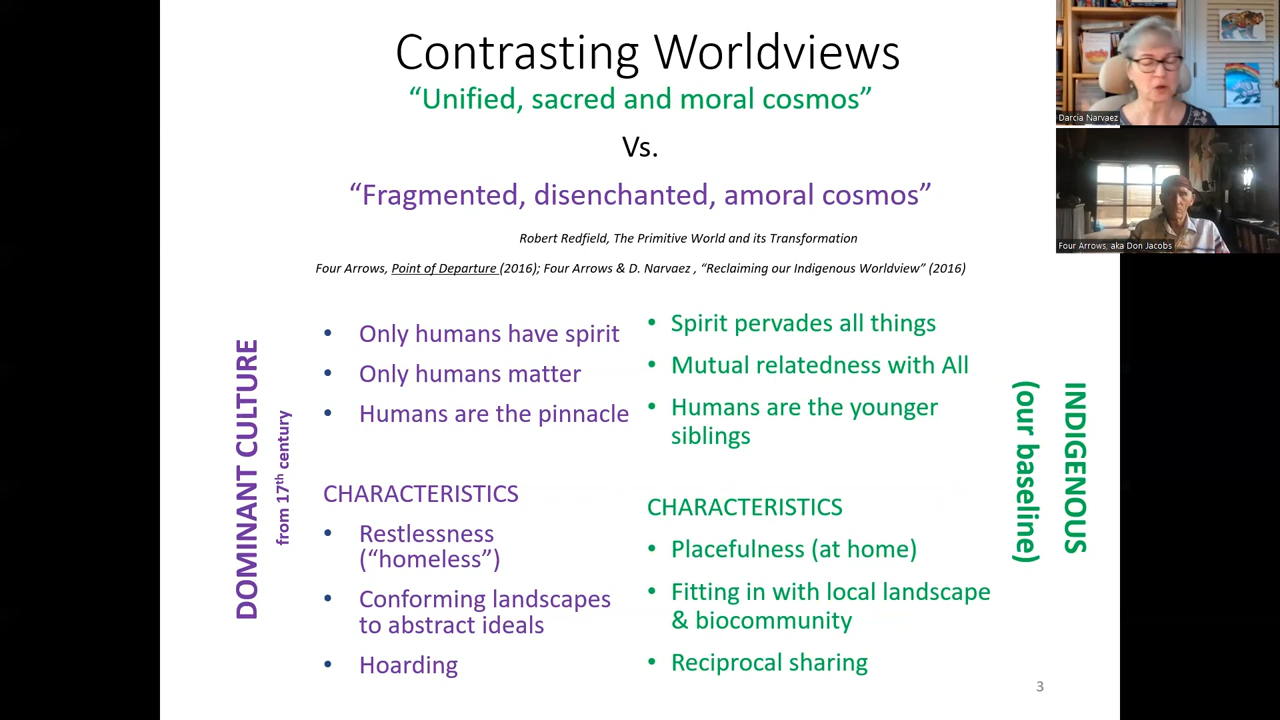 Contrasting Worldviews
“Unified, sacred and moral cosmos”
Vs.
“Fragmented, disenchanted, amoral cosmos”
Robert Redfield, The Primitive World and its Transformation
Four Arrows, Point of Departure (2016); Four Arrows & D. Narvaez , “Reclaiming our Indigenous Worldview” (2016)
DOMINANT CULTURE
from 17th century
• Only humans have spirit
• Only humans matter
• Humans are the pinnacle
CHARACTERISTICS
• Restlessness
(“homeless”)
• Conforming landscapes
to abstract ideals
• Hoarding
• Spirit pervades all things
• Mutual relatedness with All
• Humans are the younger
siblings
CHARACTERISTICS
• Placefulness (at home)
• Fitting in with local landscape
& biocommunity
• Reciprocal sharing
INDIGENOUS
(our baseline)
3
Darcia Narvaez
Four Arrows, aka Don Jacobs